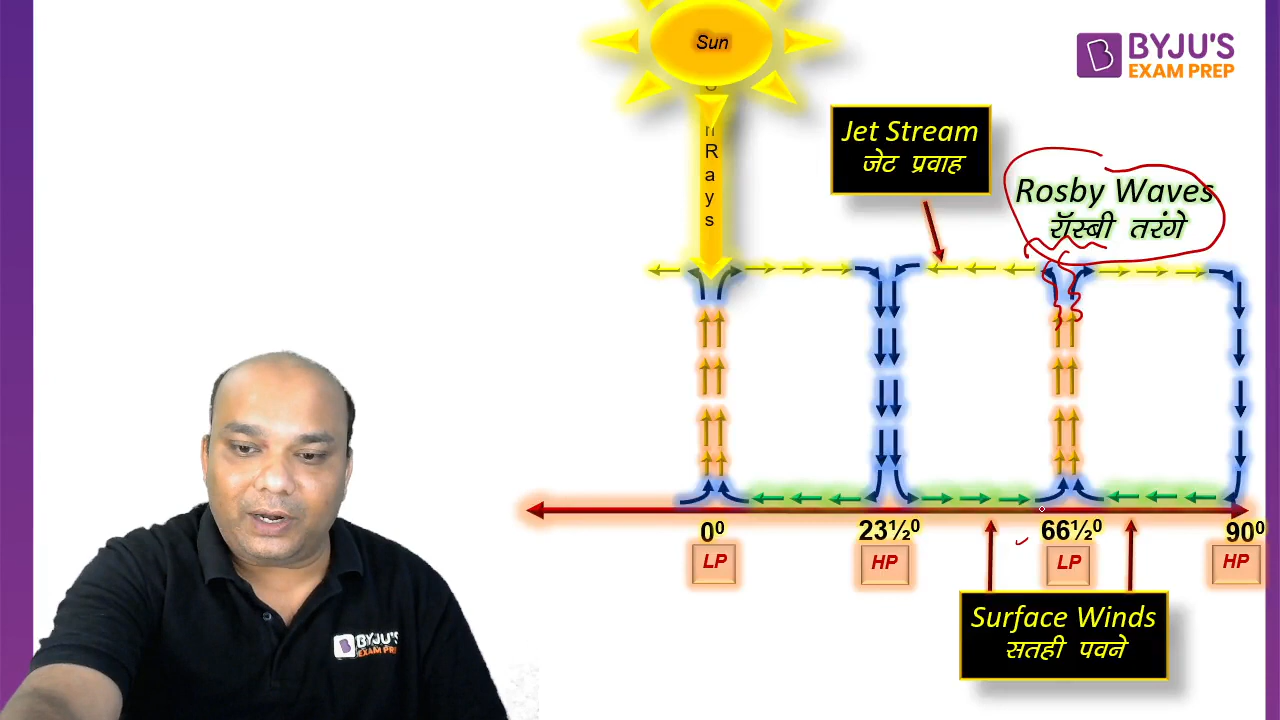 Sun
BYJU'S
EXAM PREP
n
R
a
y
s
Jet Stream
जेट प्रवाह
Rosby Waves
रॉस्बी तरंगे
0⁰
23½⁰
66½⁰
90⁰
LP
HP
LP
HP
Surface Winds
सतही पवने
BYJU'S
EXAM PREP